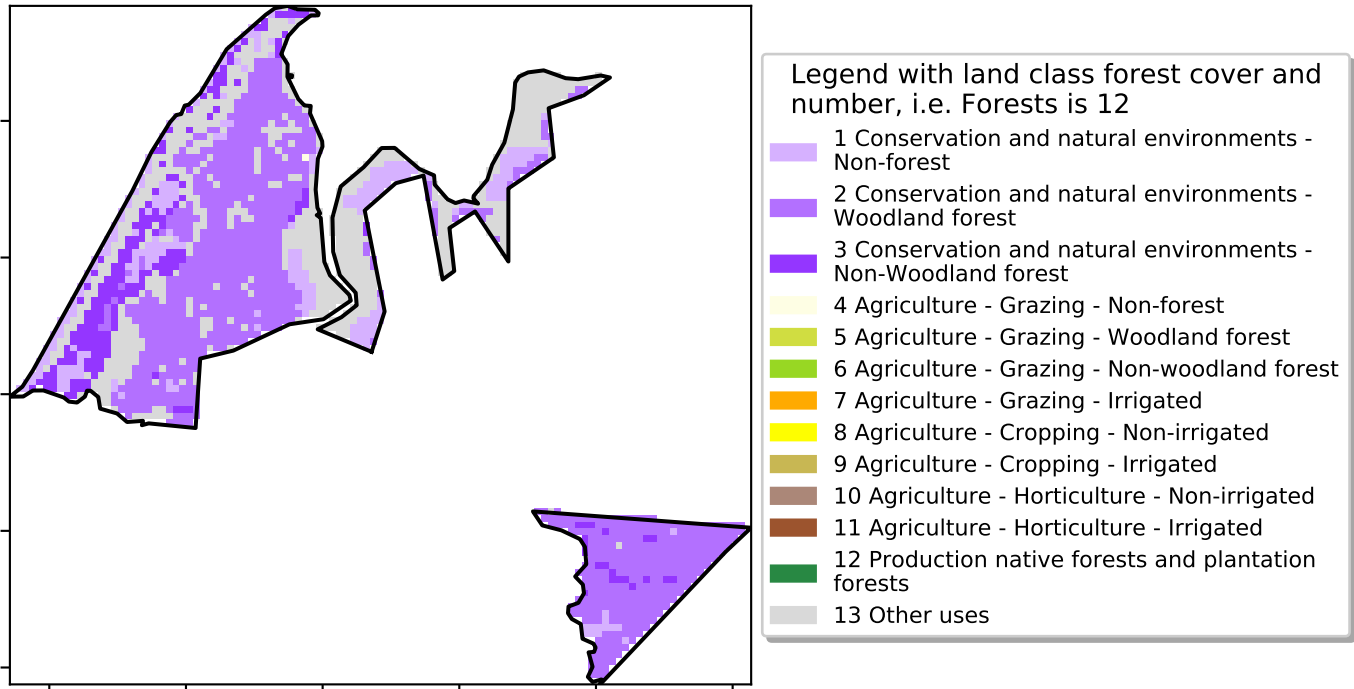 Legend with land class forest cover and
number, i.e. Forests is 12
1 Conservation and natural environments -
Non-forest
2 Conservation and natural environments -
Woodland forest
3 Conservation and natural environments -
Non-Woodland forest
4 Agriculture - Grazing - Non-forest
5 Agriculture - Grazing - Woodland forest
6 Agriculture - Grazing - Non-woodland forest
7 Agriculture - Grazing - Irrigated
8 Agriculture - Cropping - Non-irrigated
9 Agriculture - Cropping - Irrigated
10 Agriculture - Horticulture - Non-irrigated
11 Agriculture - Horticulture - Irrigated
12 Production native forests and plantation
forests
13 Other uses